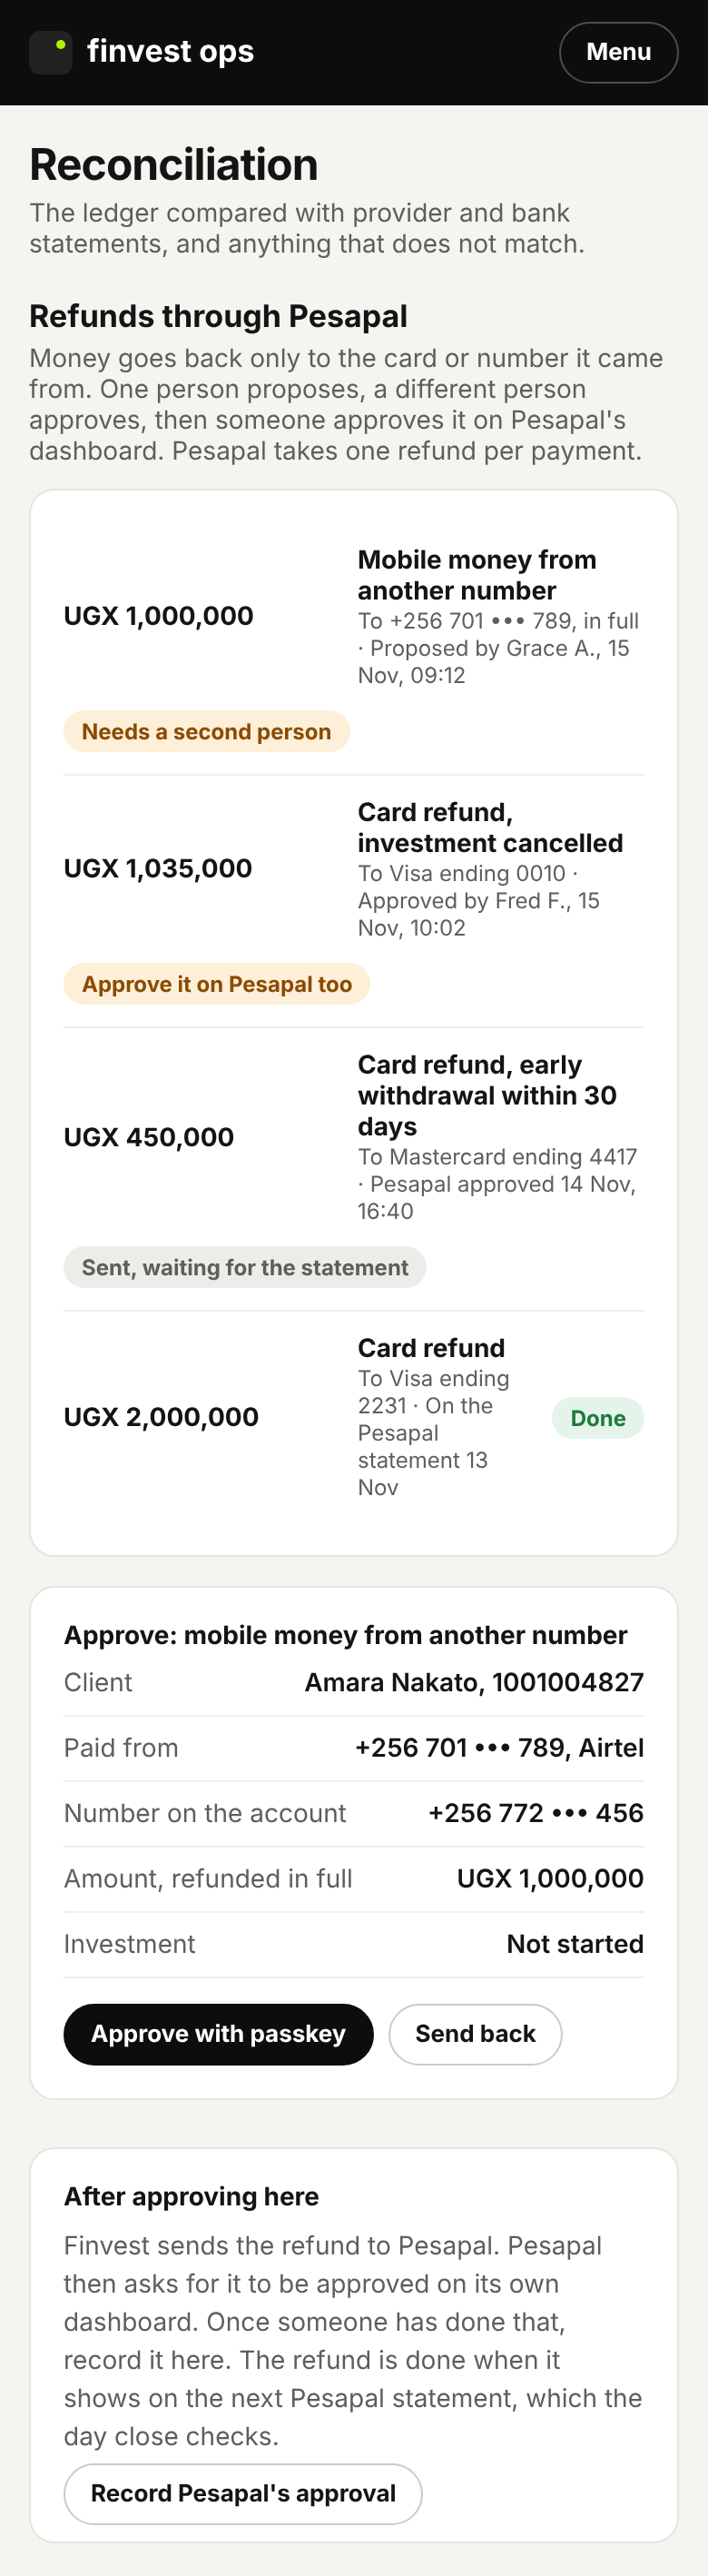 finvest ops
Menu
Reconciliation
The ledger compared with provider and bank
statements, and anything that does not match.
Refunds through Pesapal
Money goes back only to the card or number it came
from. One person proposes, a different person
approves, then someone approves it on Pesapal's
dashboard. Pesapal takes one refund per payment.
UGX 1,000,000
Mobile money from
another number
To +256 701 ••• 789, in full
· Proposed by Grace A., 15
Nov, 09:12
Needs a second person
UGX 1,035,000
Card refund,
investment cancelled
To Visa ending 0010 ·
Approved by Fred F., 15
Nov, 10:02
Approve it on Pesapal too
UGX 450,000
Card refund, early
withdrawal within 30
days
To Mastercard ending 4417
· Pesapal approved 14 Nov,
16:40
Sent, waiting for the statement
UGX 2,000,000
Card refund
To Visa ending
2231 · On the
Pesapal
statement 13
Nov
Done
Approve: mobile money from another number
Client Amara Nakato, 1001004827
Paid from +256 701 ••• 789, Airtel
Number on the account +256 772 ••• 456
Amount, refunded in full UGX 1,000,000
Investment Not started
Approve with passkey Send back
After approving here
Finvest sends the refund to Pesapal. Pesapal
then asks for it to be approved on its own
dashboard. Once someone has done that,
record it here. The refund is done when it
shows on the next Pesapal statement, which the
day close checks.
Record Pesapal's approval